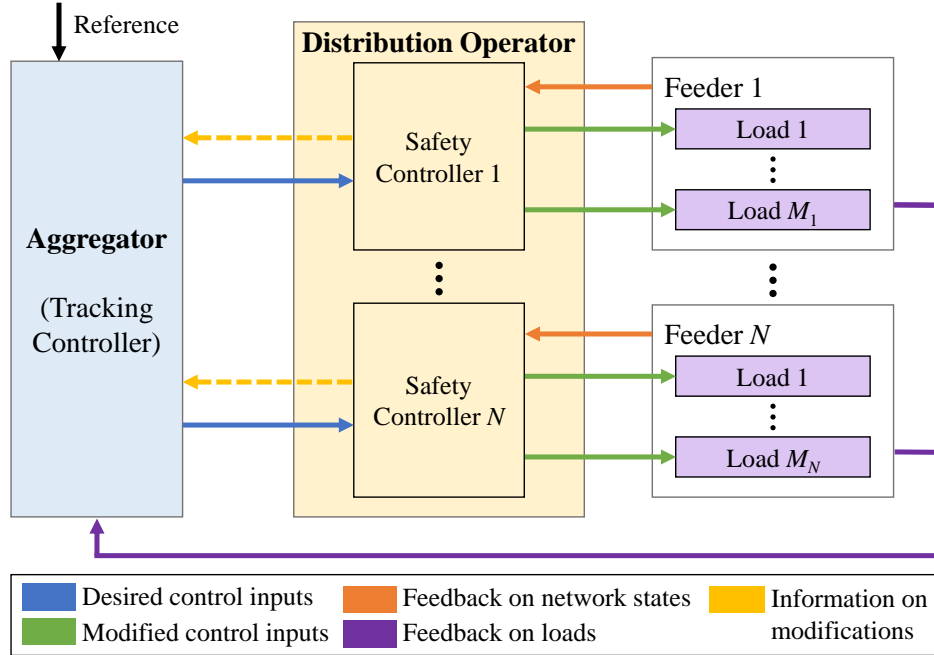 Reference
Distribution Operator
Aggregator
(Tracking
Controller)
Safety
Controller 1
Feeder 1
Load 1
Load M₁
Safety
Controller N
Feeder N
Load 1
Load M_N
Desired control inputs
Modified control inputs
Feedback on network states
Feedback on loads
Information on
modifications